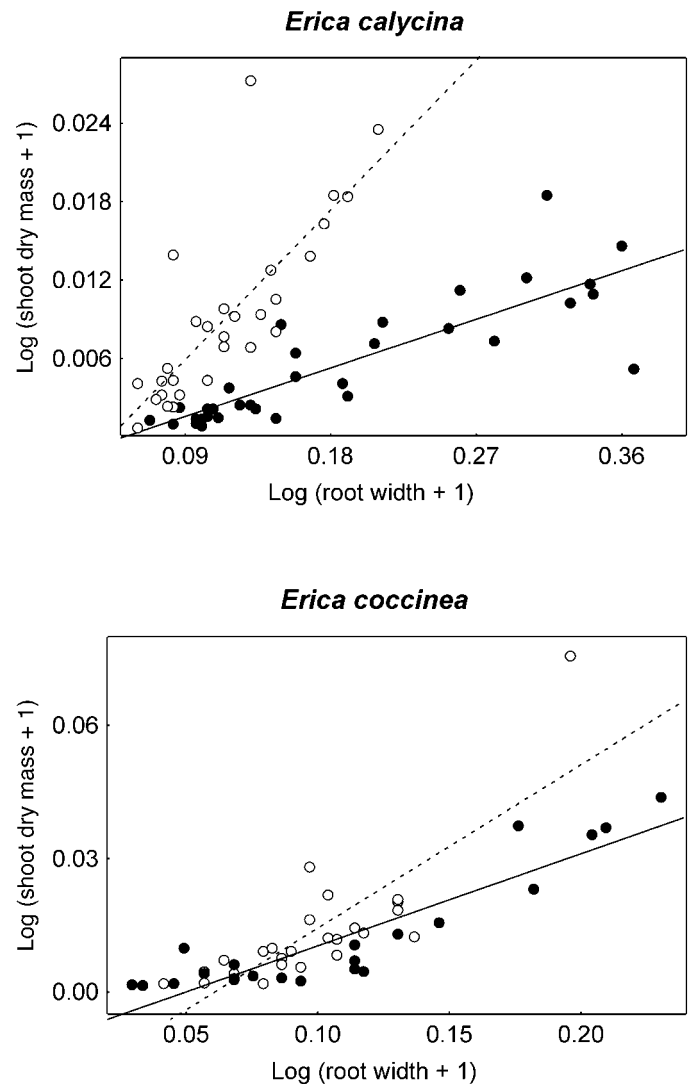 Erica calycina
Log (shoot dry mass + 1)
0.024
0.018
0.012
0.006
0.09 0.18 0.27 0.36
Log (root width + 1)
Erica coccinea
Log (shoot dry mass + 1)
0.06
0.03
0.00
0.05 0.10 0.15 0.20
Log (root width + 1)